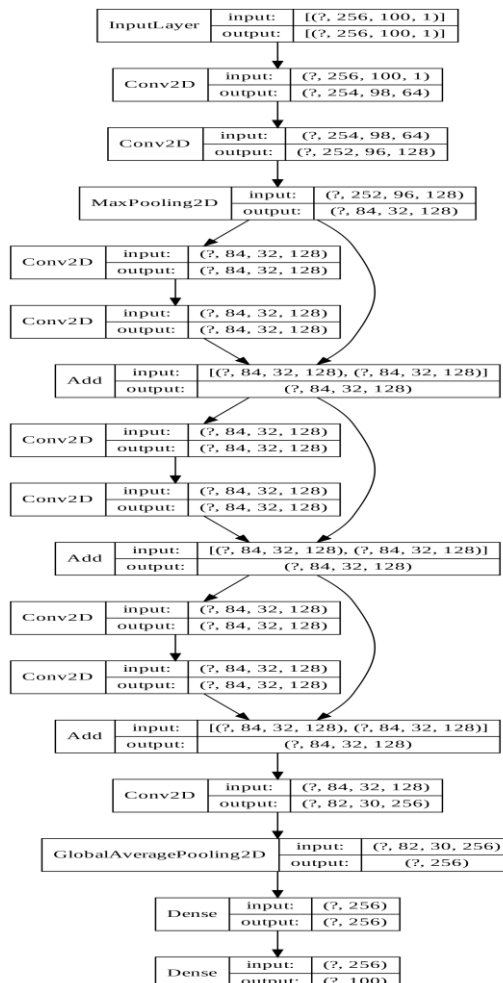 InputLayer input: [(?, 256, 100, 1)]
output: [(?, 256, 100, 1)]
Conv2D input: (?, 256, 100, 1)
output: (?, 254, 98, 64)
Conv2D input: (?, 254, 98, 64)
output: (?, 252, 96, 128)
MaxPooling2D input: (?, 252, 96, 128)
output: (?, 84, 32, 128)
Conv2D input: (?, 84, 32, 128)
output: (?, 84, 32, 128)
Conv2D input: (?, 84, 32, 128)
output: (?, 84, 32, 128)
Add input: [(?, 84, 32, 128), (?, 84, 32, 128)]
output: (?, 84, 32, 128)
Conv2D input: (?, 84, 32, 128)
output: (?, 84, 32, 128)
Conv2D input: (?, 84, 32, 128)
output: (?, 84, 32, 128)
Add input: [(?, 84, 32, 128), (?, 84, 32, 128)]
output: (?, 84, 32, 128)
Conv2D input: (?, 84, 32, 128)
output: (?, 84, 32, 128)
Conv2D input: (?, 84, 32, 128)
output: (?, 84, 32, 128)
Add input: [(?, 84, 32, 128), (?, 84, 32, 128)]
output: (?, 84, 32, 128)
Conv2D input: (?, 84, 32, 128)
output: (?, 82, 30, 256)
GlobalAveragePooling2D input: (?, 82, 30, 256)
output: (?, 256)
Dense input: (?, 256)
output: (?, 256)
Dense input: (?, 256)
output: (?, 100)